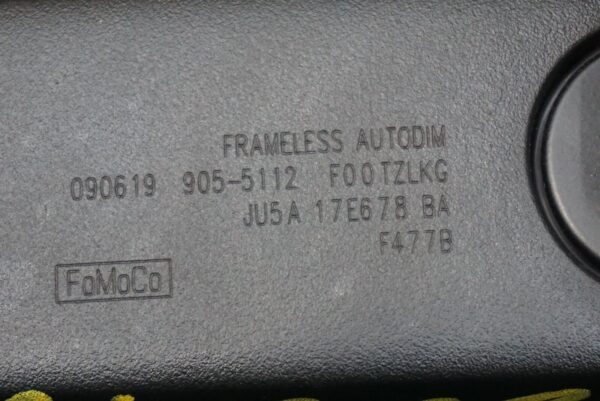 FRAMELESS AUTODIM
090619 905-5112 F00TZLKG
JU5A 17E678 BA
F477B
FoMoCo